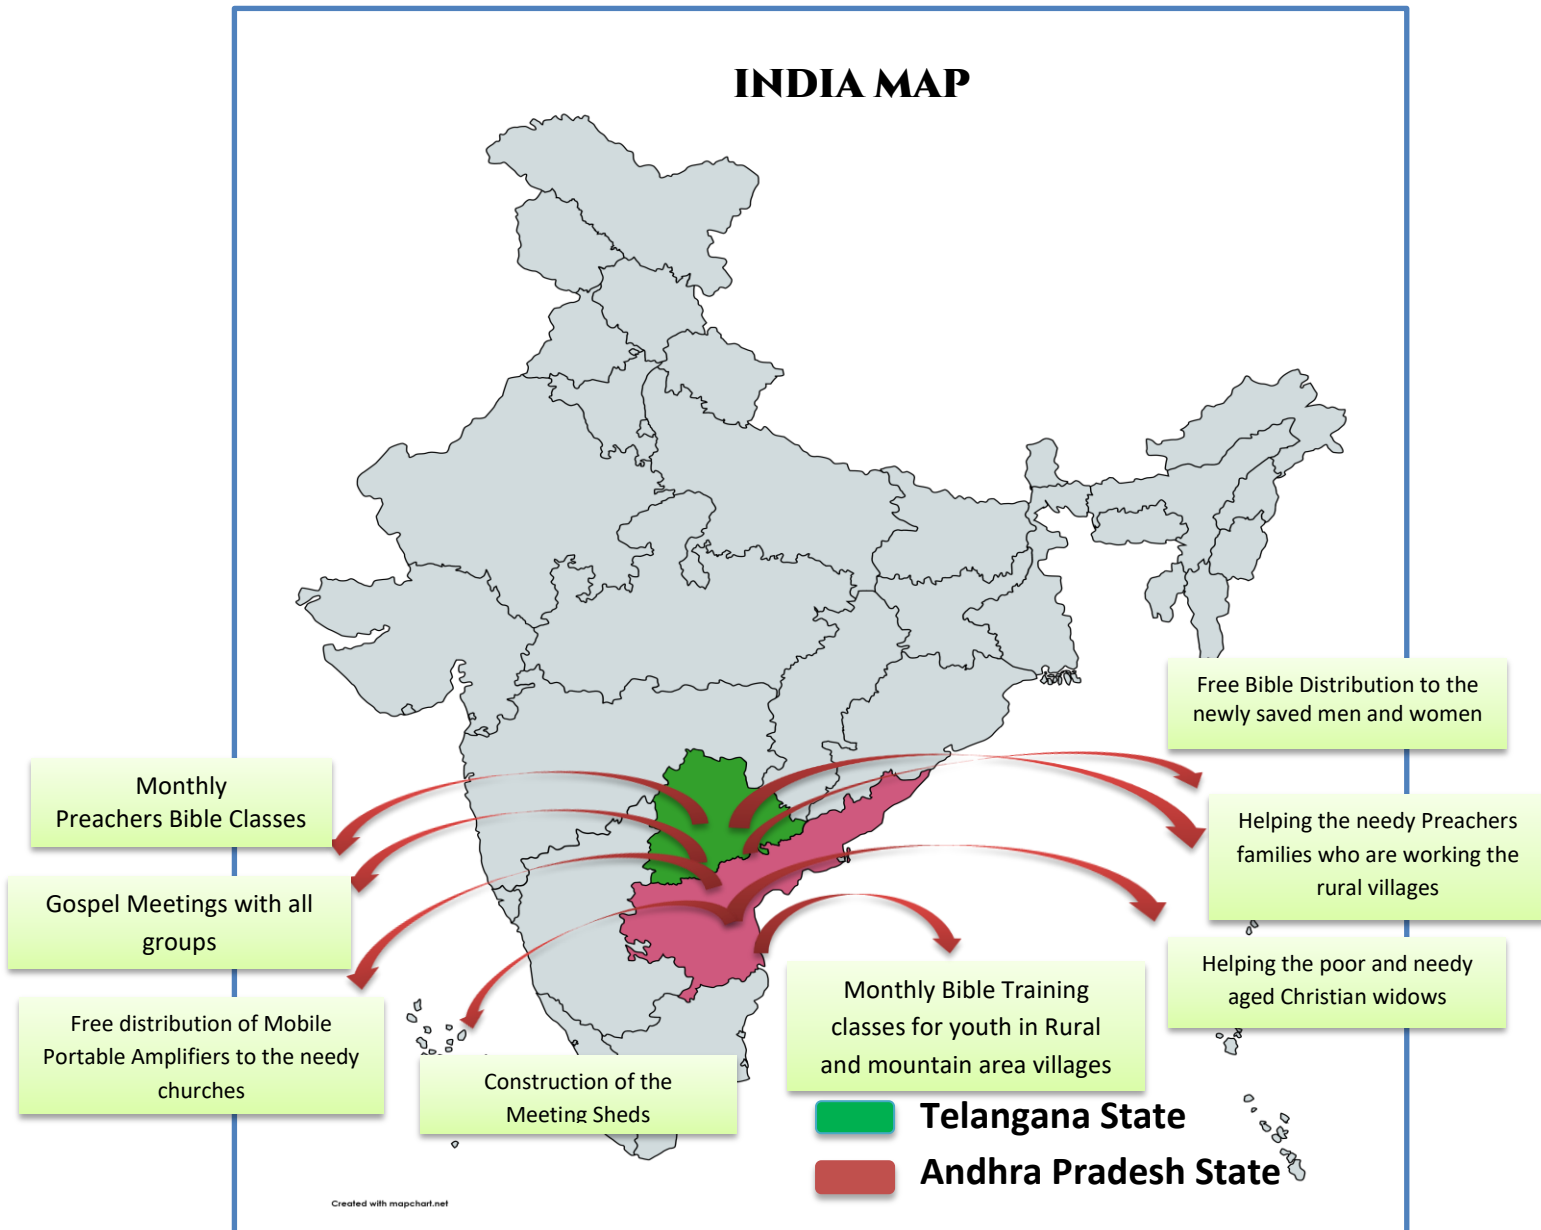 INDIA MAP
Free Bible Distribution to the
newly saved men and women
Monthly
Preachers Bible Classes
Helping the needy Preachers
families who are working the
rural villages
Gospel Meetings with all
groups
Helping the poor and needy
aged Christian widows
Monthly Bible Training
classes for youth in Rural
and mountain area villages
Free distribution of Mobile
Portable Amplifiers to the needy
churches
Construction of the
Meeting Sheds
Telangana State
Andhra Pradesh State
Created with mapchart.net